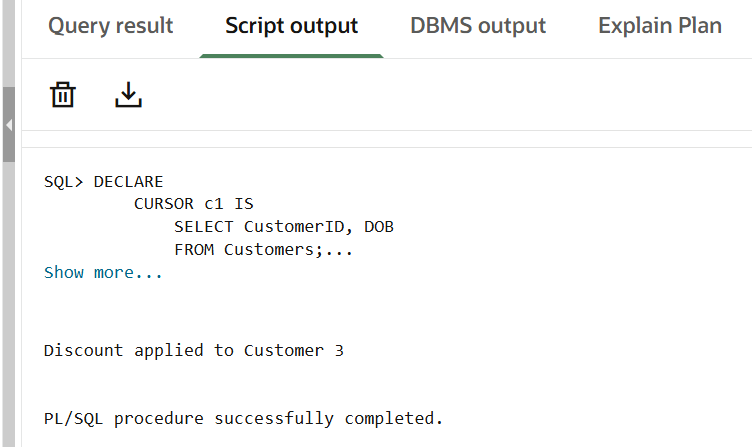 Query result Script output DBMS output Explain Plan
SQL> DECLARE
CURSOR c1 IS
SELECT CustomerID, DOB
FROM Customers;...
Show more...
Discount applied to Customer 3
PL/SQL procedure successfully completed.